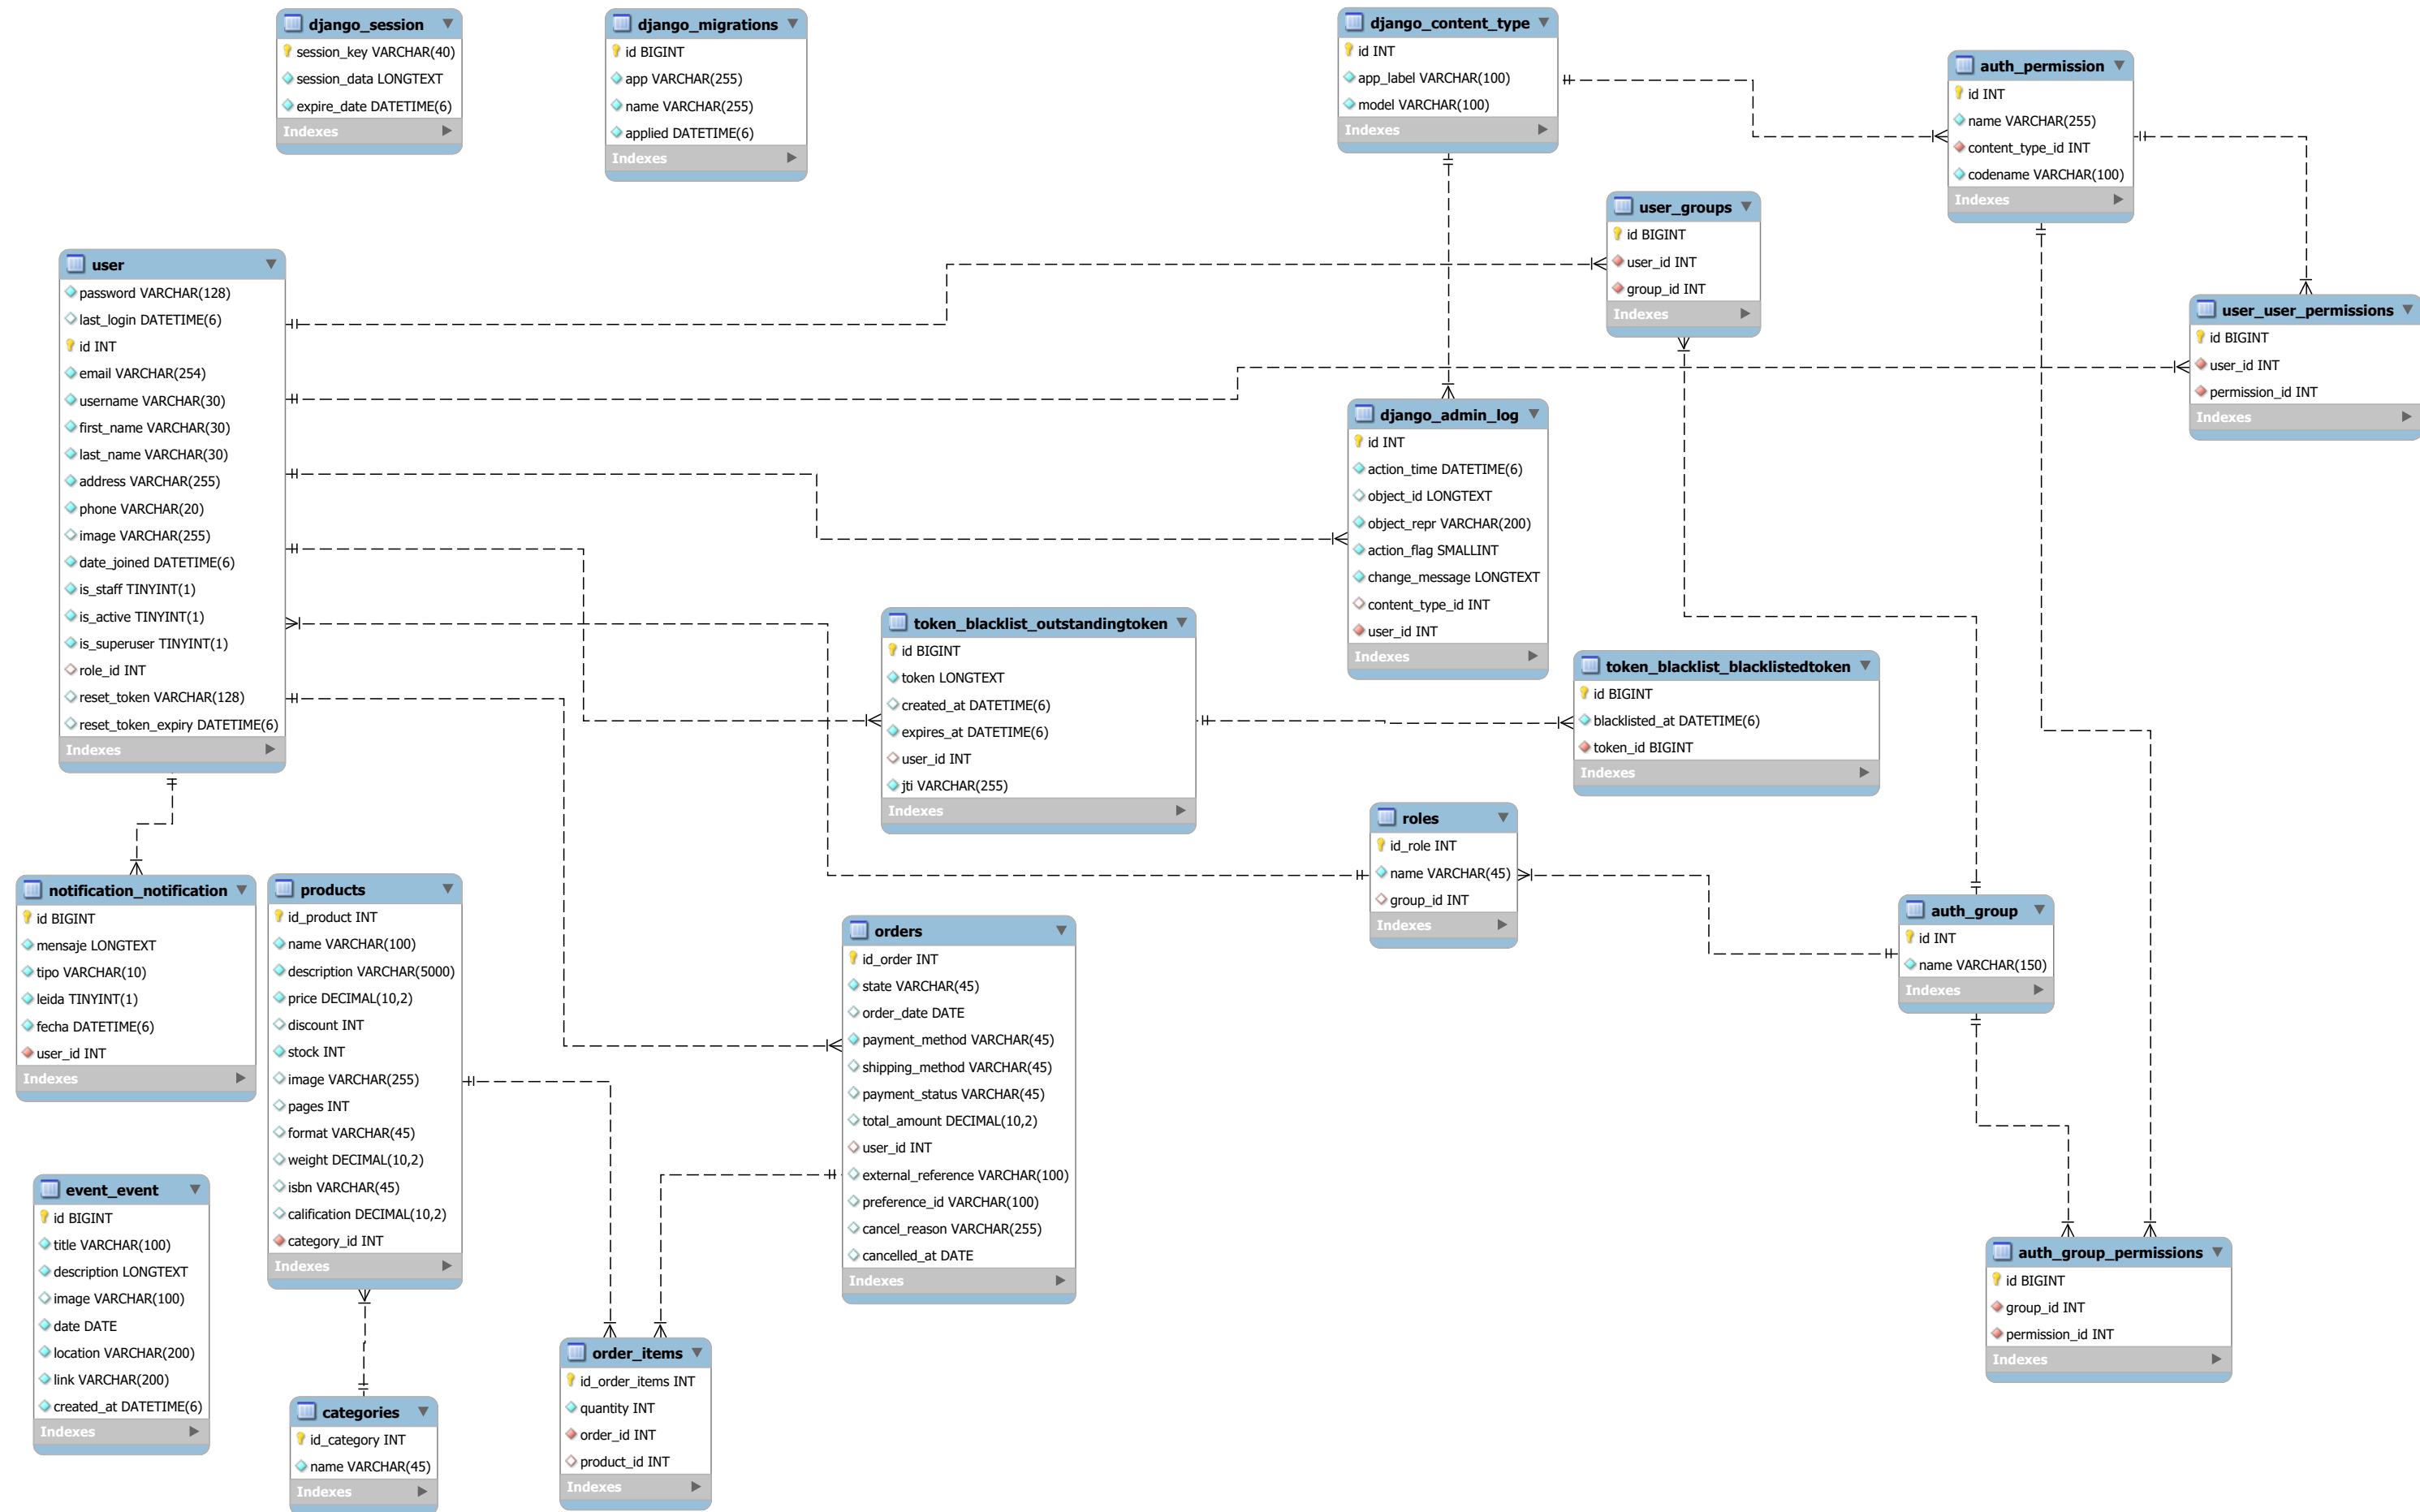 django_session
session_key VARCHAR(40)
session_data LONGTEXT
expire_date DATETIME(6)
Indexes
django_migrations
id BIGINT
app VARCHAR(255)
name VARCHAR(255)
applied DATETIME(6)
Indexes
django_content_type
id INT
app_label VARCHAR(100)
model VARCHAR(100)
Indexes
auth_permission
id INT
name VARCHAR(255)
content_type_id INT
codename VARCHAR(100)
Indexes
user_groups
id BIGINT
user_id INT
group_id INT
Indexes
user
password VARCHAR(128)
last_login DATETIME(6)
id INT
email VARCHAR(254)
username VARCHAR(30)
first_name VARCHAR(30)
last_name VARCHAR(30)
address VARCHAR(255)
phone VARCHAR(20)
image VARCHAR(255)
date_joined DATETIME(6)
is_staff TINYINT(1)
is_active TINYINT(1)
is_superuser TINYINT(1)
role_id INT
reset_token VARCHAR(128)
reset_token_expiry DATETIME(6)
Indexes
user_user_permissions
id BIGINT
user_id INT
permission_id INT
Indexes
django_admin_log
id INT
action_time DATETIME(6)
object_id LONGTEXT
object_repr VARCHAR(200)
action_flag SMALLINT
change_message LONGTEXT
content_type_id INT
user_id INT
Indexes
token_blacklist_outstandingtoken
id BIGINT
token LONGTEXT
created_at DATETIME(6)
expires_at DATETIME(6)
user_id INT
jti VARCHAR(255)
Indexes
token_blacklist_blacklistedtoken
id BIGINT
blacklisted_at DATETIME(6)
token_id BIGINT
Indexes
roles
id_role INT
name VARCHAR(45)
group_id INT
Indexes
notification_notification
id BIGINT
mensaje LONGTEXT
tipo VARCHAR(10)
leida TINYINT(1)
fecha DATETIME(6)
user_id INT
Indexes
products
id_product INT
name VARCHAR(100)
description VARCHAR(5000)
price DECIMAL(10,2)
discount INT
stock INT
image VARCHAR(255)
pages INT
format VARCHAR(45)
weight DECIMAL(10,2)
isbn VARCHAR(45)
calification DECIMAL(10,2)
category_id INT
Indexes
orders
id_order INT
state VARCHAR(45)
order_date DATE
payment_method VARCHAR(45)
shipping_method VARCHAR(45)
payment_status VARCHAR(45)
total_amount DECIMAL(10,2)
user_id INT
external_reference VARCHAR(100)
preference_id VARCHAR(100)
cancel_reason VARCHAR(255)
cancelled_at DATE
Indexes
auth_group
id INT
name VARCHAR(150)
Indexes
event_event
id BIGINT
title VARCHAR(100)
description LONGTEXT
image VARCHAR(100)
date DATE
location VARCHAR(200)
link VARCHAR(200)
created_at DATETIME(6)
Indexes
auth_group_permissions
id BIGINT
group_id INT
permission_id INT
Indexes
order_items
id_order_items INT
quantity INT
order_id INT
product_id INT
Indexes
categories
id_category INT
name VARCHAR(45)
Indexes